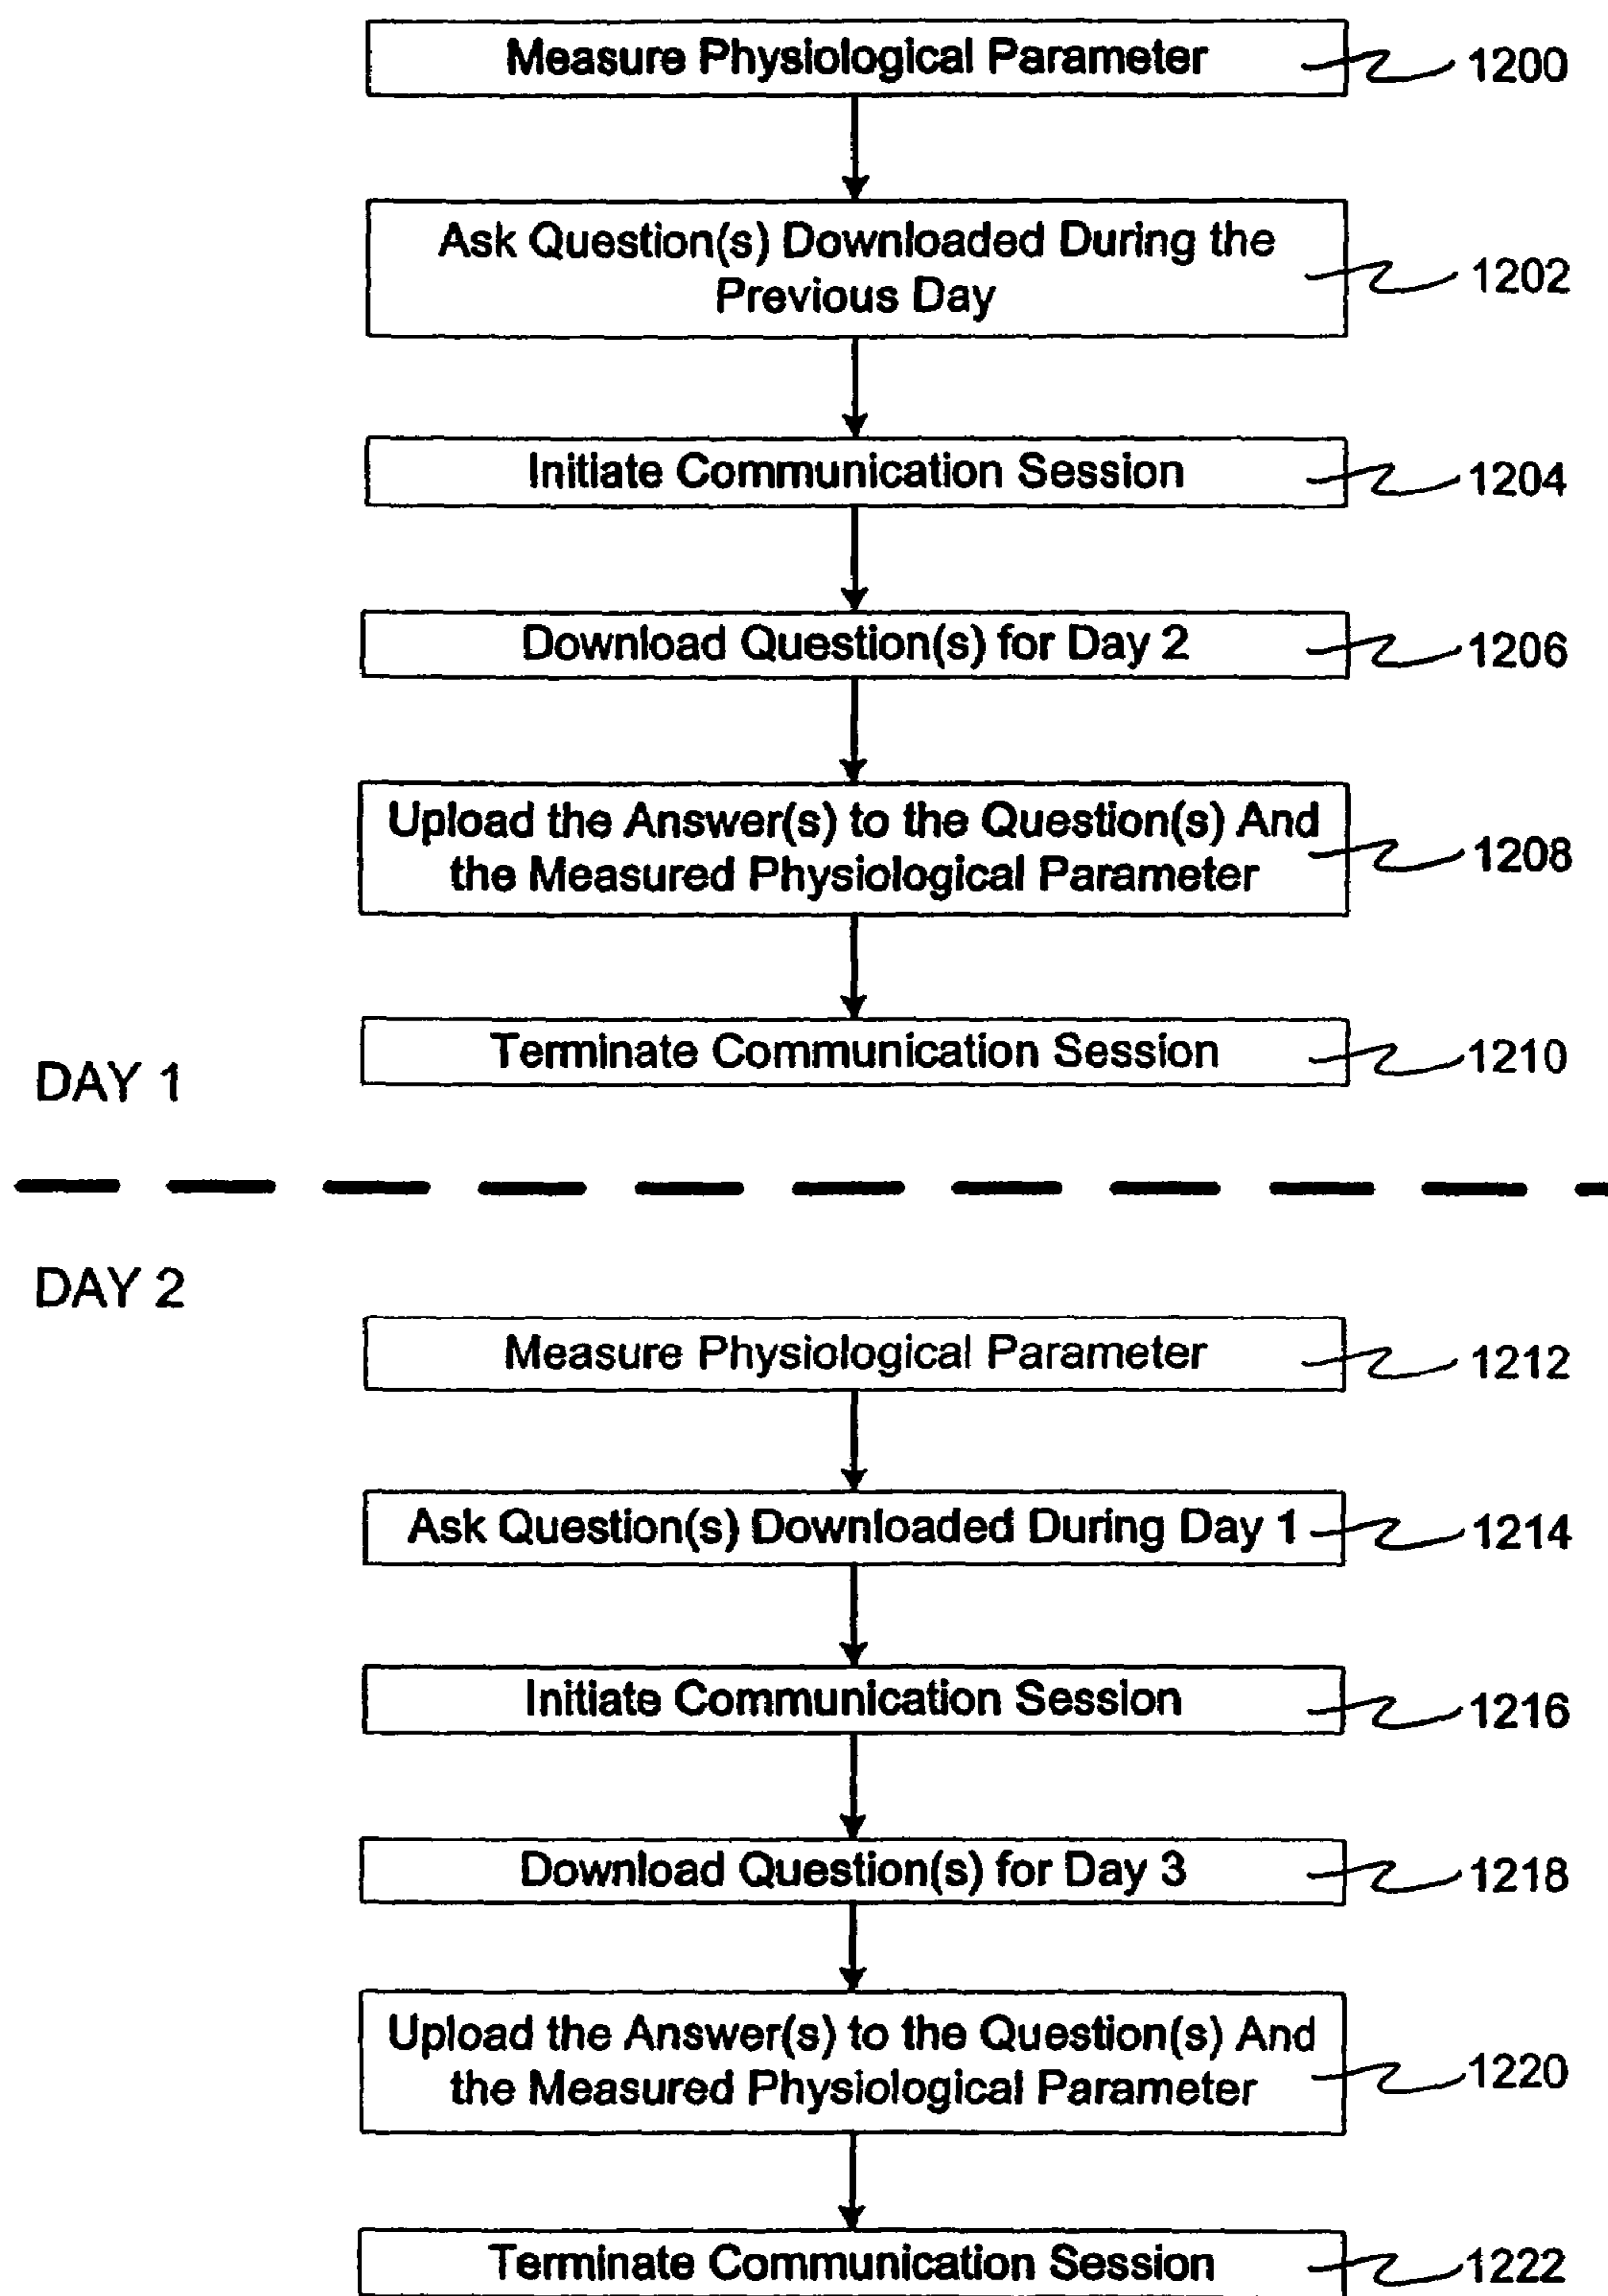 Measure Physiological Parameter 1200
Ask Question(s) Downloaded During the
Previous Day 1202
Initiate Communication Session 1204
Download Question(s) for Day 2 1206
Upload the Answer(s) to the Question(s) And
the Measured Physiological Parameter 1208
Terminate Communication Session 1210
DAY 1
DAY 2
Measure Physiological Parameter 1212
Ask Question(s) Downloaded During Day 1 1214
Initiate Communication Session 1216
Download Question(s) for Day 3 1218
Upload the Answer(s) to the Question(s) And
the Measured Physiological Parameter 1220
Terminate Communication Session 1222